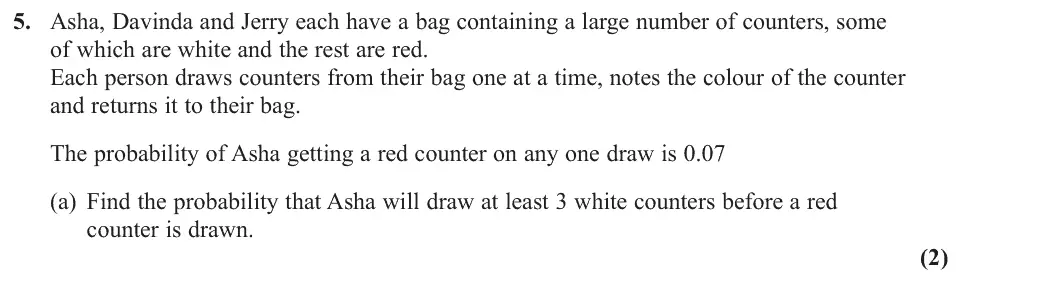 5. Asha, Davinda and Jerry each have a bag containing a large number of counters, some
of which are white and the rest are red.
Each person draws counters from their bag one at a time, notes the colour of the counter
and returns it to their bag.
The probability of Asha getting a red counter on any one draw is 0.07
(a) Find the probability that Asha will draw at least 3 white counters before a red
counter is drawn.
(2)